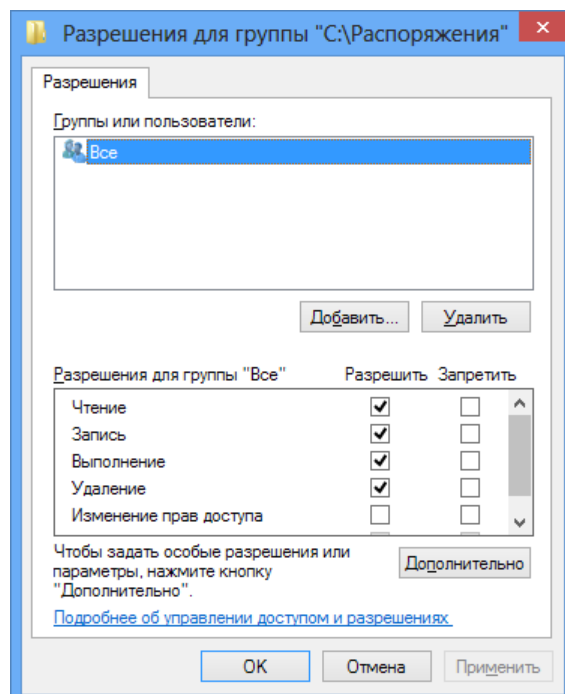 Разрешения для группы "C:\Распоряжения"
Разрешения
Группы или пользователи:
Все
Добавить... Удалить
Разрешения для группы "Все" Разрешить Запретить
Чтение
Запись
Выполнение
Удаление
Изменение прав доступа
Чтобы задать особые разрешения или
параметры, нажмите кнопку
"Дополнительно".
Дополнительно
Подробнее об управлении доступом и разрешениях
OK Отмена Применить